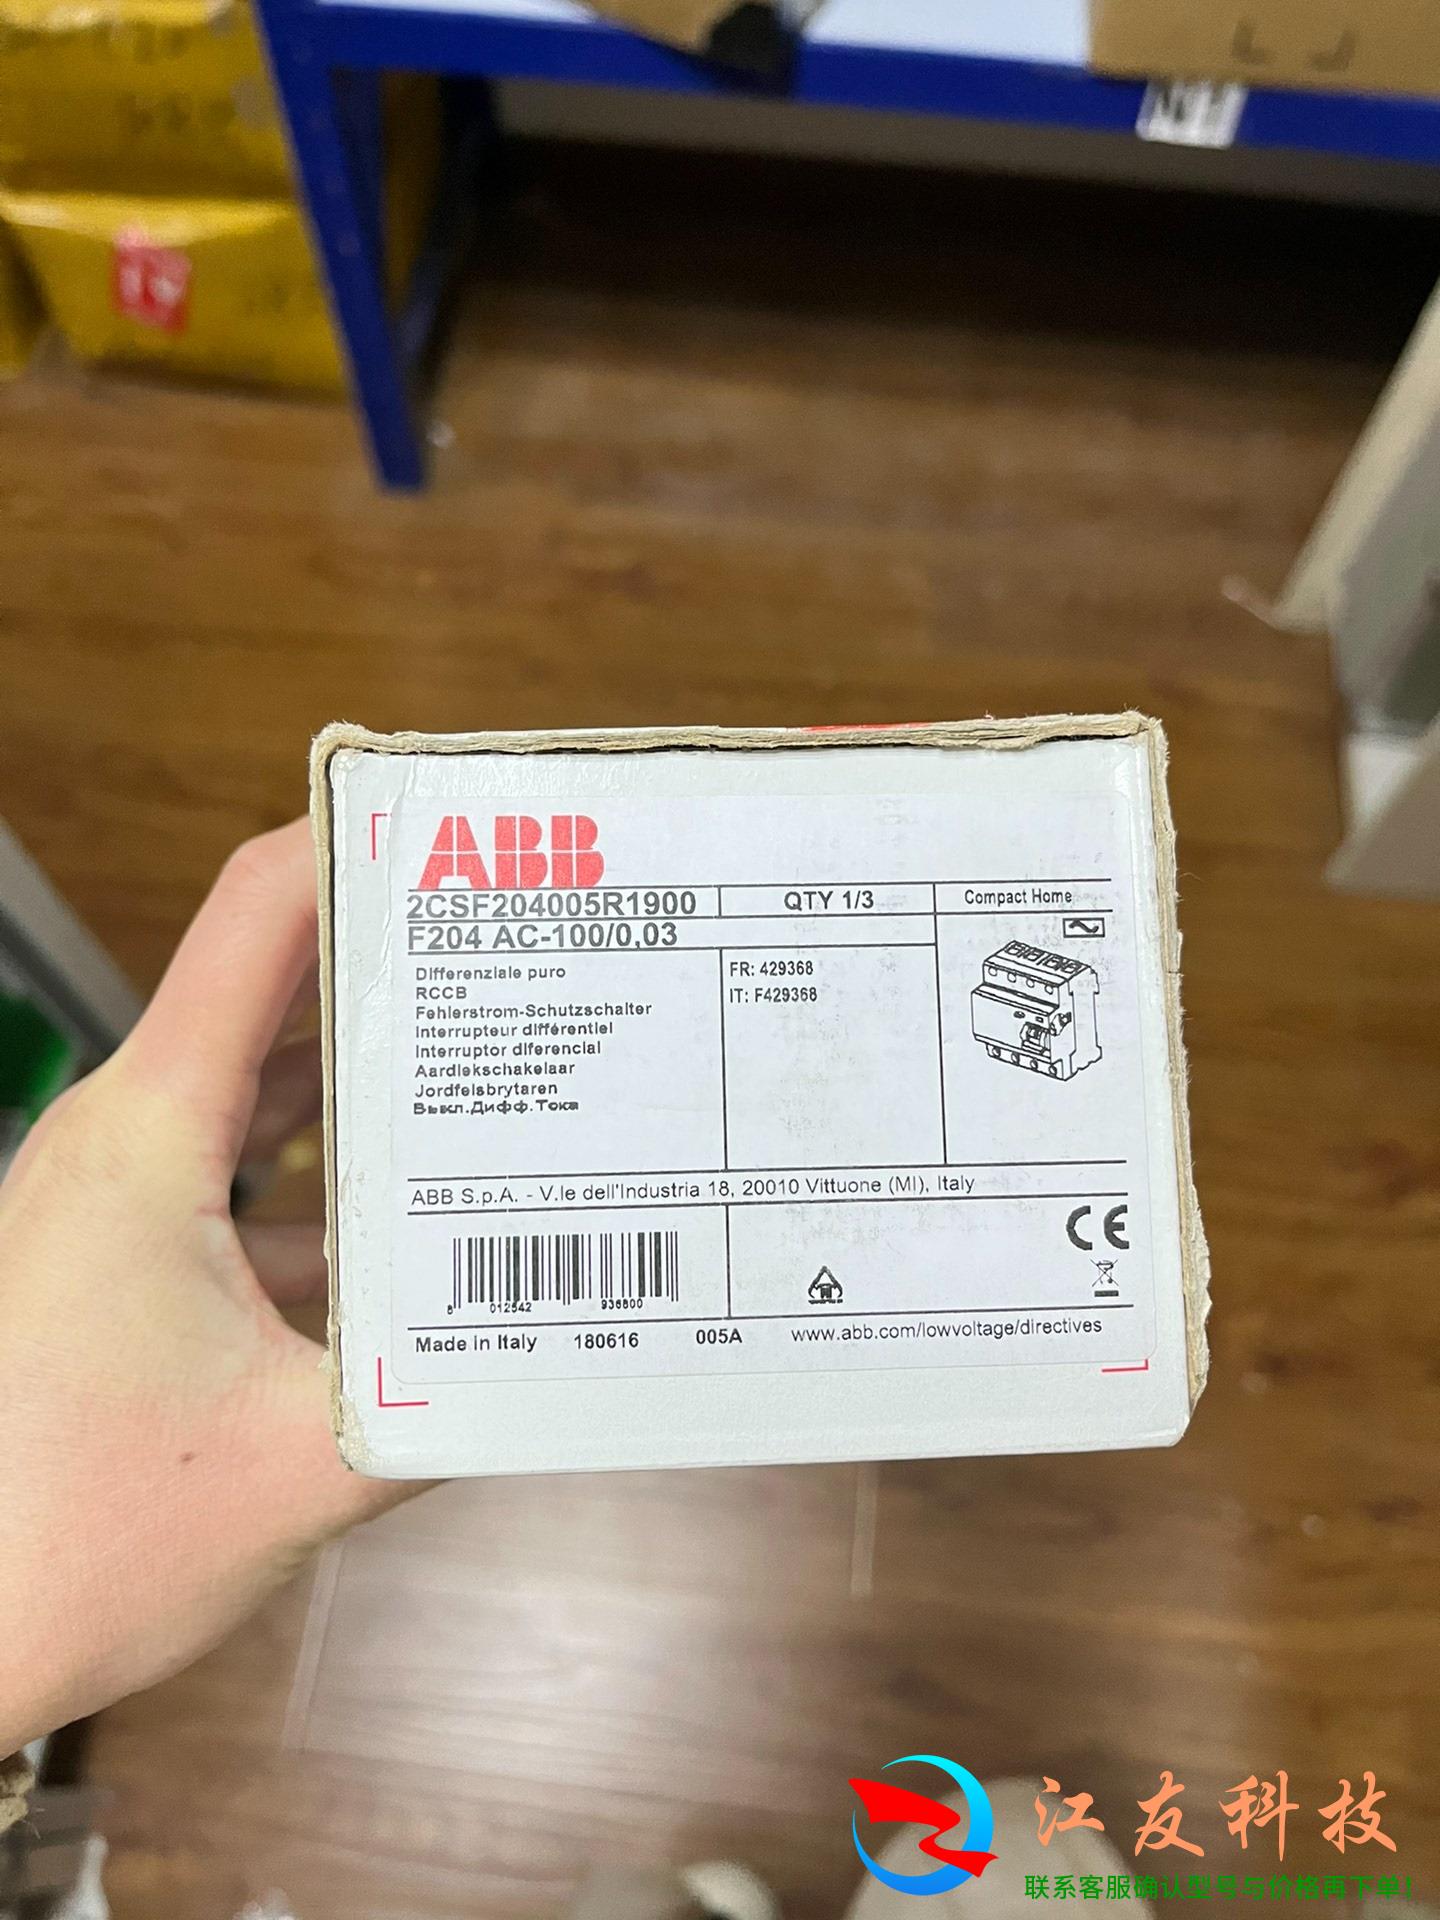 ABB
2CSF204005R1900
QTY 1/3
Compact Home
F204 AC-100/0,03
Differenziale puro
RCCB
Fehlerstrom-Schutzschalter
Interrupteur différentiel
Interruptor diferencial
Aardlekschakelaar
Jordfelsbrytaren
Выкл.Дифф.Тока
FR: 429368
IT: F429368
ABB S.p.A. - V.le dell'Industria 18, 20010 Vittuone (MI), Italy
CE
8 012542 936800
Made in Italy 180616 005A www.abb.com/lowvoltage/directives
江友科技
联系客服确认型号与价格再下单!